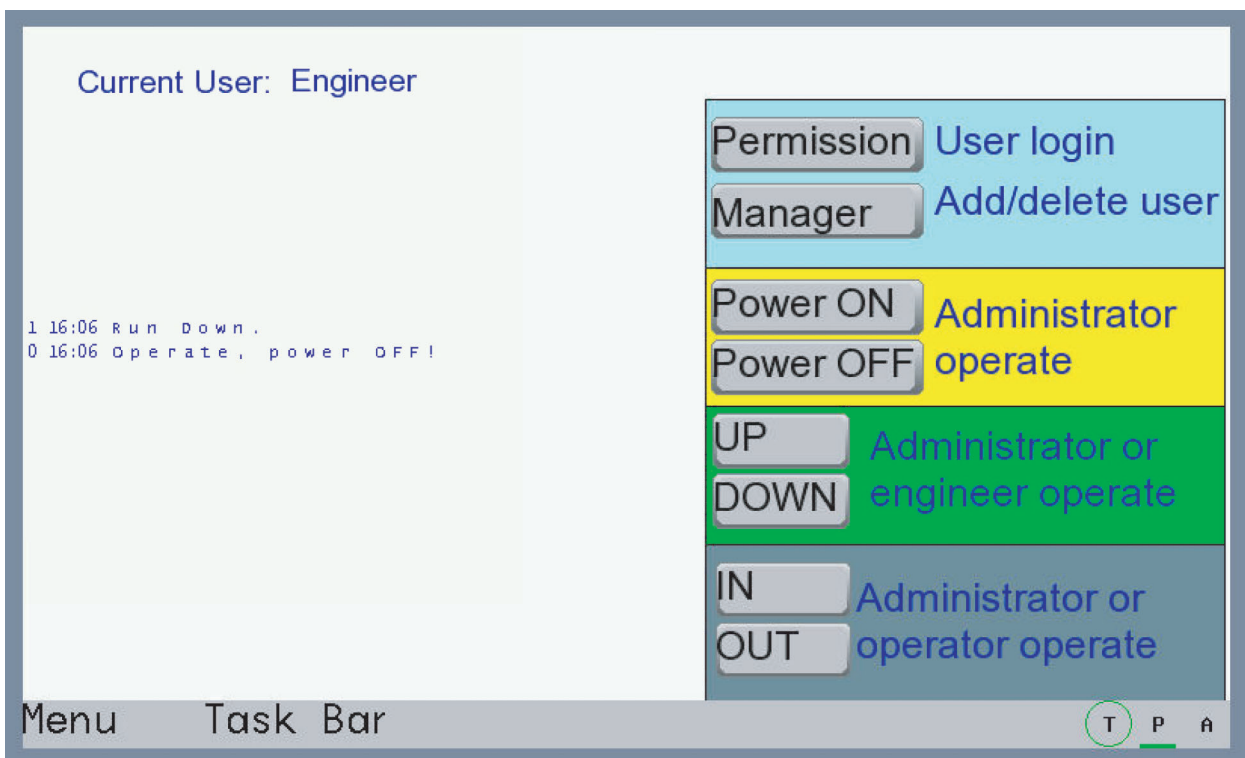 Current User: Engineer
1 16:06 Run Down.
0 16:06 Operate, power OFF!
Permission User login
Manager Add/delete user
Power ON
Power OFF
Administrator
operate
UP
DOWN
Administrator or
engineer operate
IN
OUT
Administrator or
operator operate
Menu Task Bar T P A